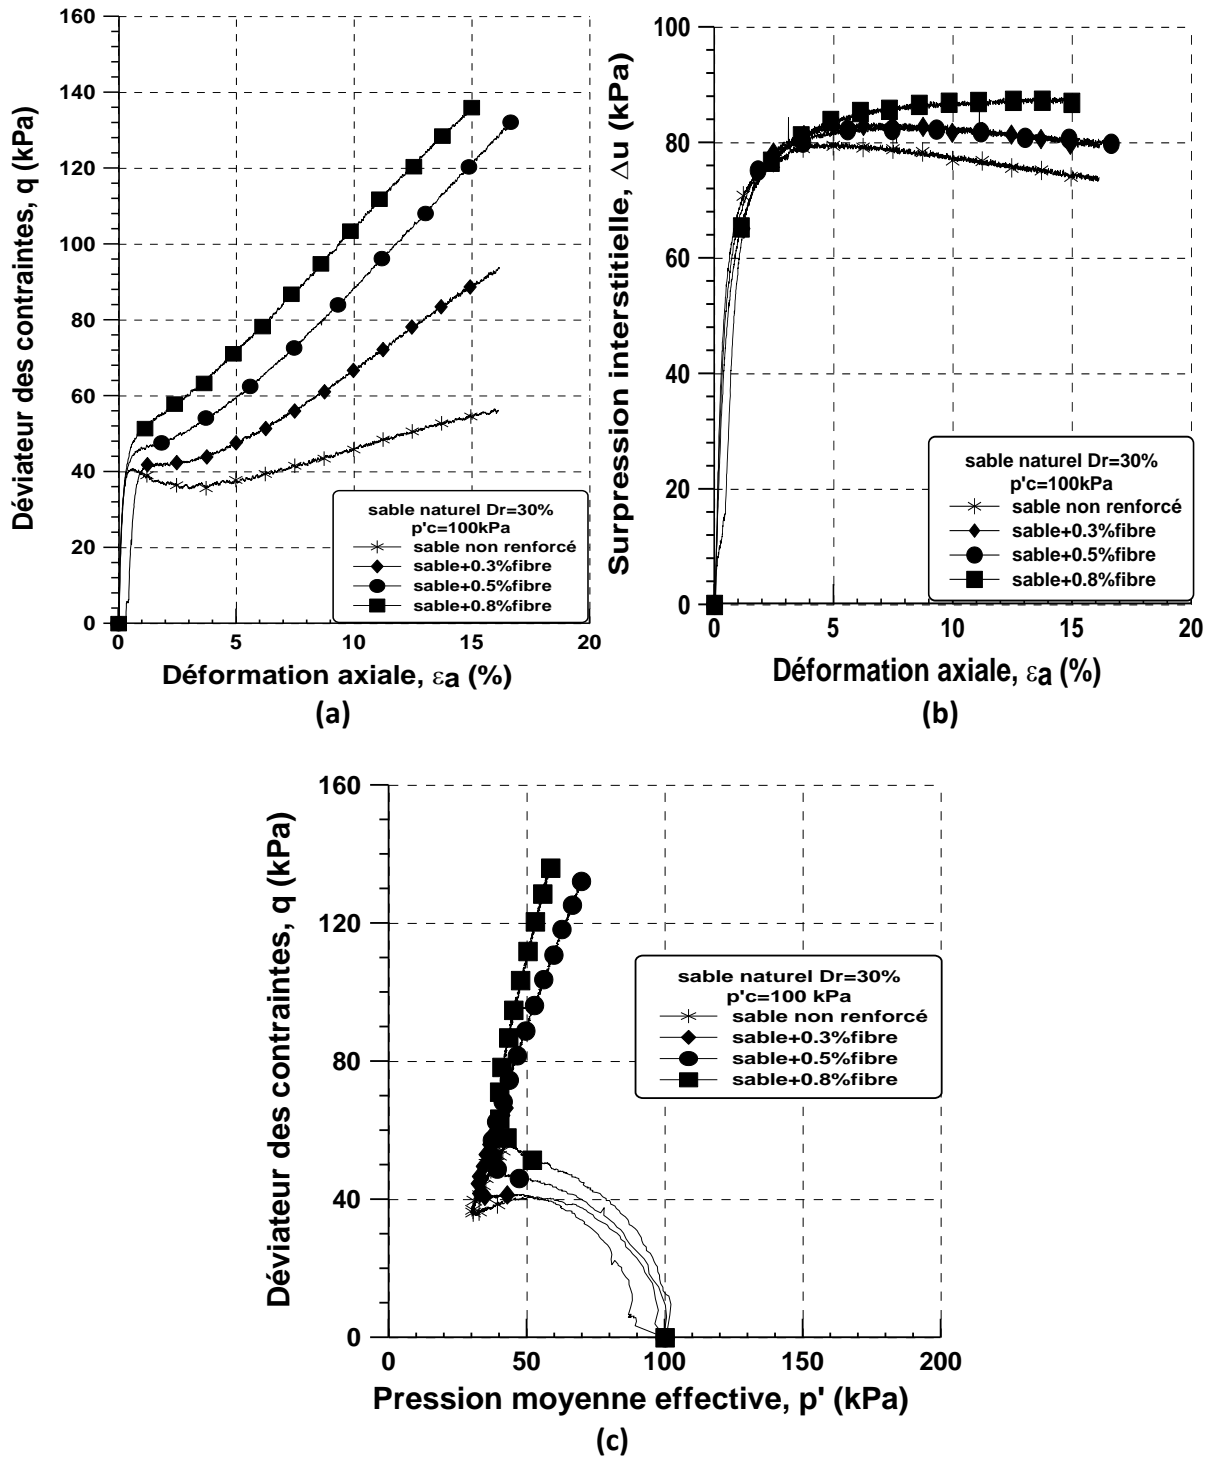 160
140
120
100
80
60
40
20
0
0 5 10 15 20
Déviateur des contraintes, q (kPa)
Déformation axiale, εa (%)
sable naturel Dr=30%
p'c=100kPa
sable non renforcé
sable+0.3%fibre
sable+0.5%fibre
sable+0.8%fibre
(a)
100
80
60
40
20
0
0 5 10 15 20
Surpression interstitielle, Δu (kPa)
Déformation axiale, εa (%)
sable naturel Dr=30%
p'c=100kPa
sable non renforcé
sable+0.3%fibre
sable+0.5%fibre
sable+0.8%fibre
(b)
160
120
80
40
0
0 50 100 150 200
Déviateur des contraintes, q (kPa)
Pression moyenne effective, p' (kPa)
sable naturel Dr=30%
p'c=100 kPa
sable non renforcé
sable+0.3%fibre
sable+0.5%fibre
sable+0.8%fibre
(c)